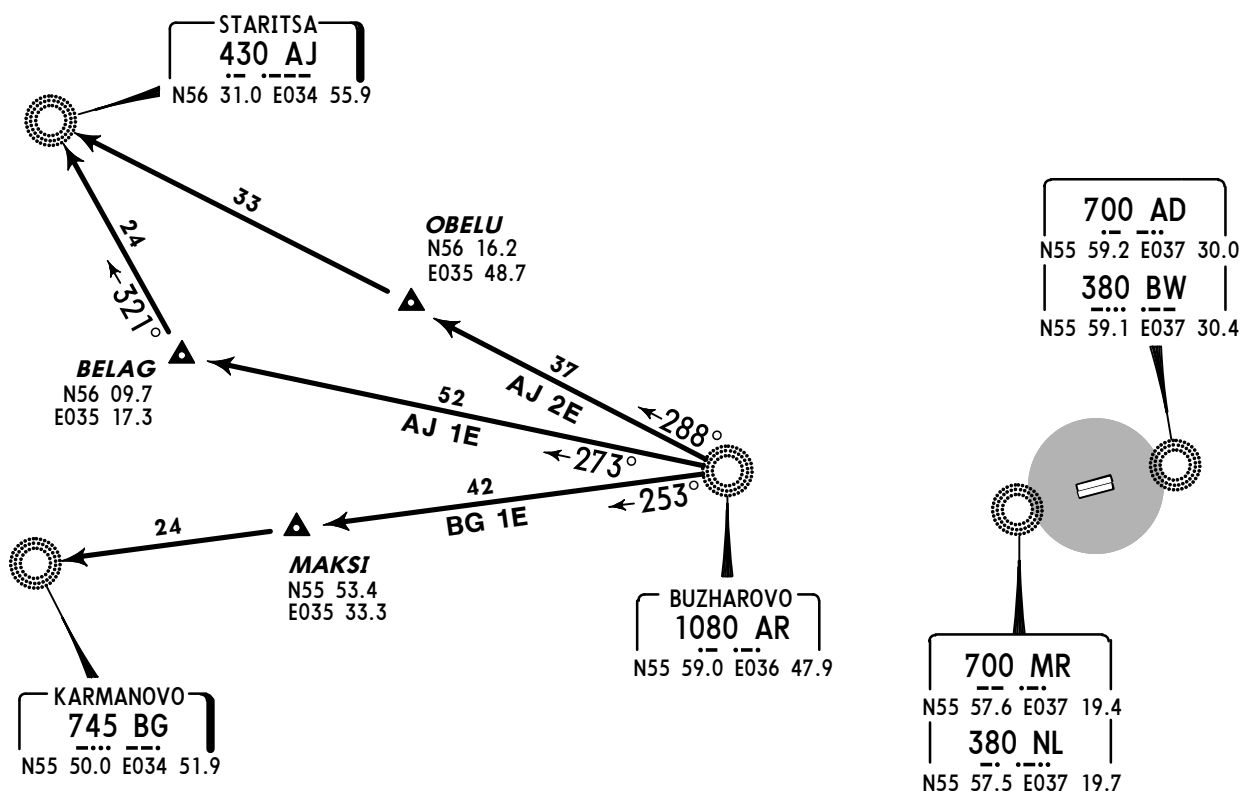 STARITSA
430 AJ
N56 31.0 E034 55.9
33
24
321°
OBELU
N56 16.2
E035 48.7
BELAG
N56 09.7
E035 17.3
37
AJ 2E
288°
52
AJ 1E
273°
42
BG 1E
253°
24
MAKSI
N55 53.4
E035 33.3
BUZHAROVO
1080 AR
N55 59.0 E036 47.9
KARMANOVO
745 BG
N55 50.0 E034 51.9
700 AD
N55 59.2 E037 30.0
380 BW
N55 59.1 E037 30.4
700 MR
N55 57.6 E037 19.4
380 NL
N55 57.5 E037 19.7